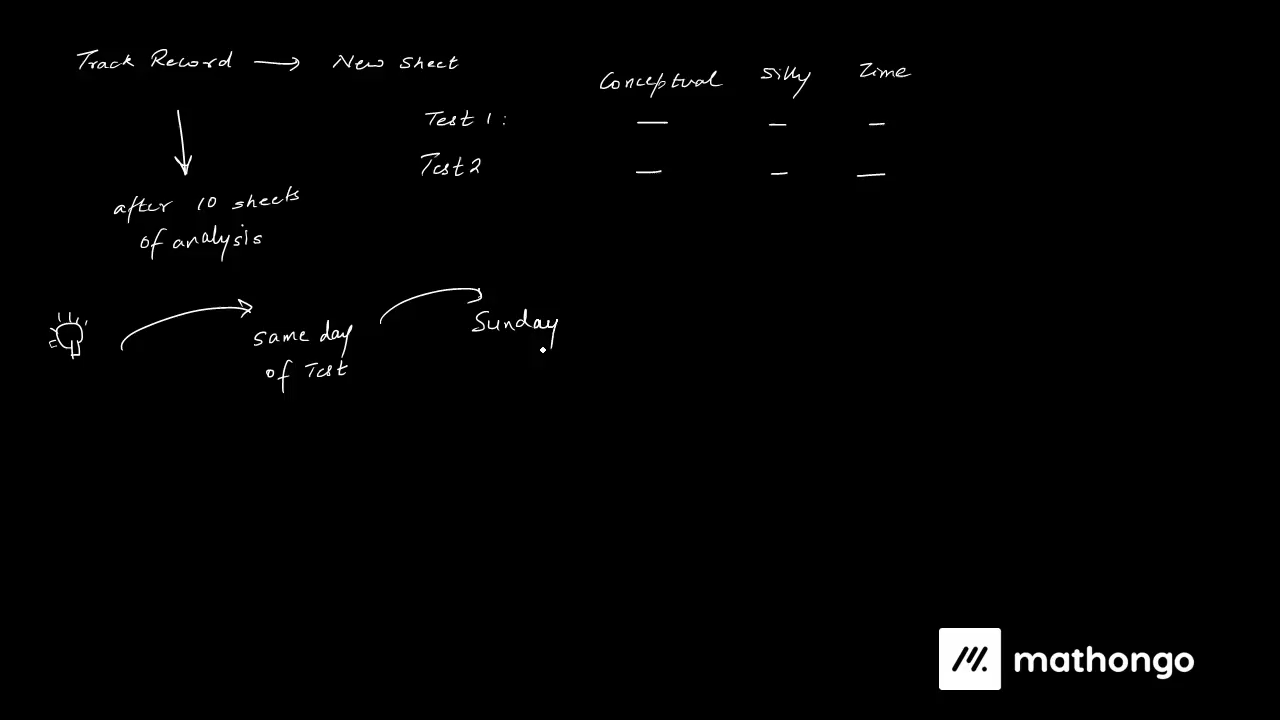 Track Record → New sheet
Conceptual Silly Time
Test 1 : — — —
Test 2 — — —
after 10 sheets
of analysis
same day
of Test
Sunday
mathongo